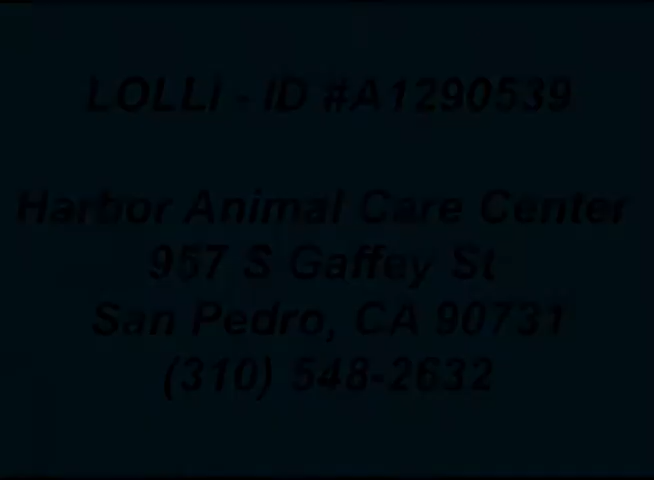 LOLLI - ID #A1290539
Harbor Animal Care Center
957 S Gaffey St
San Pedro, CA 90731
(310) 548-2632